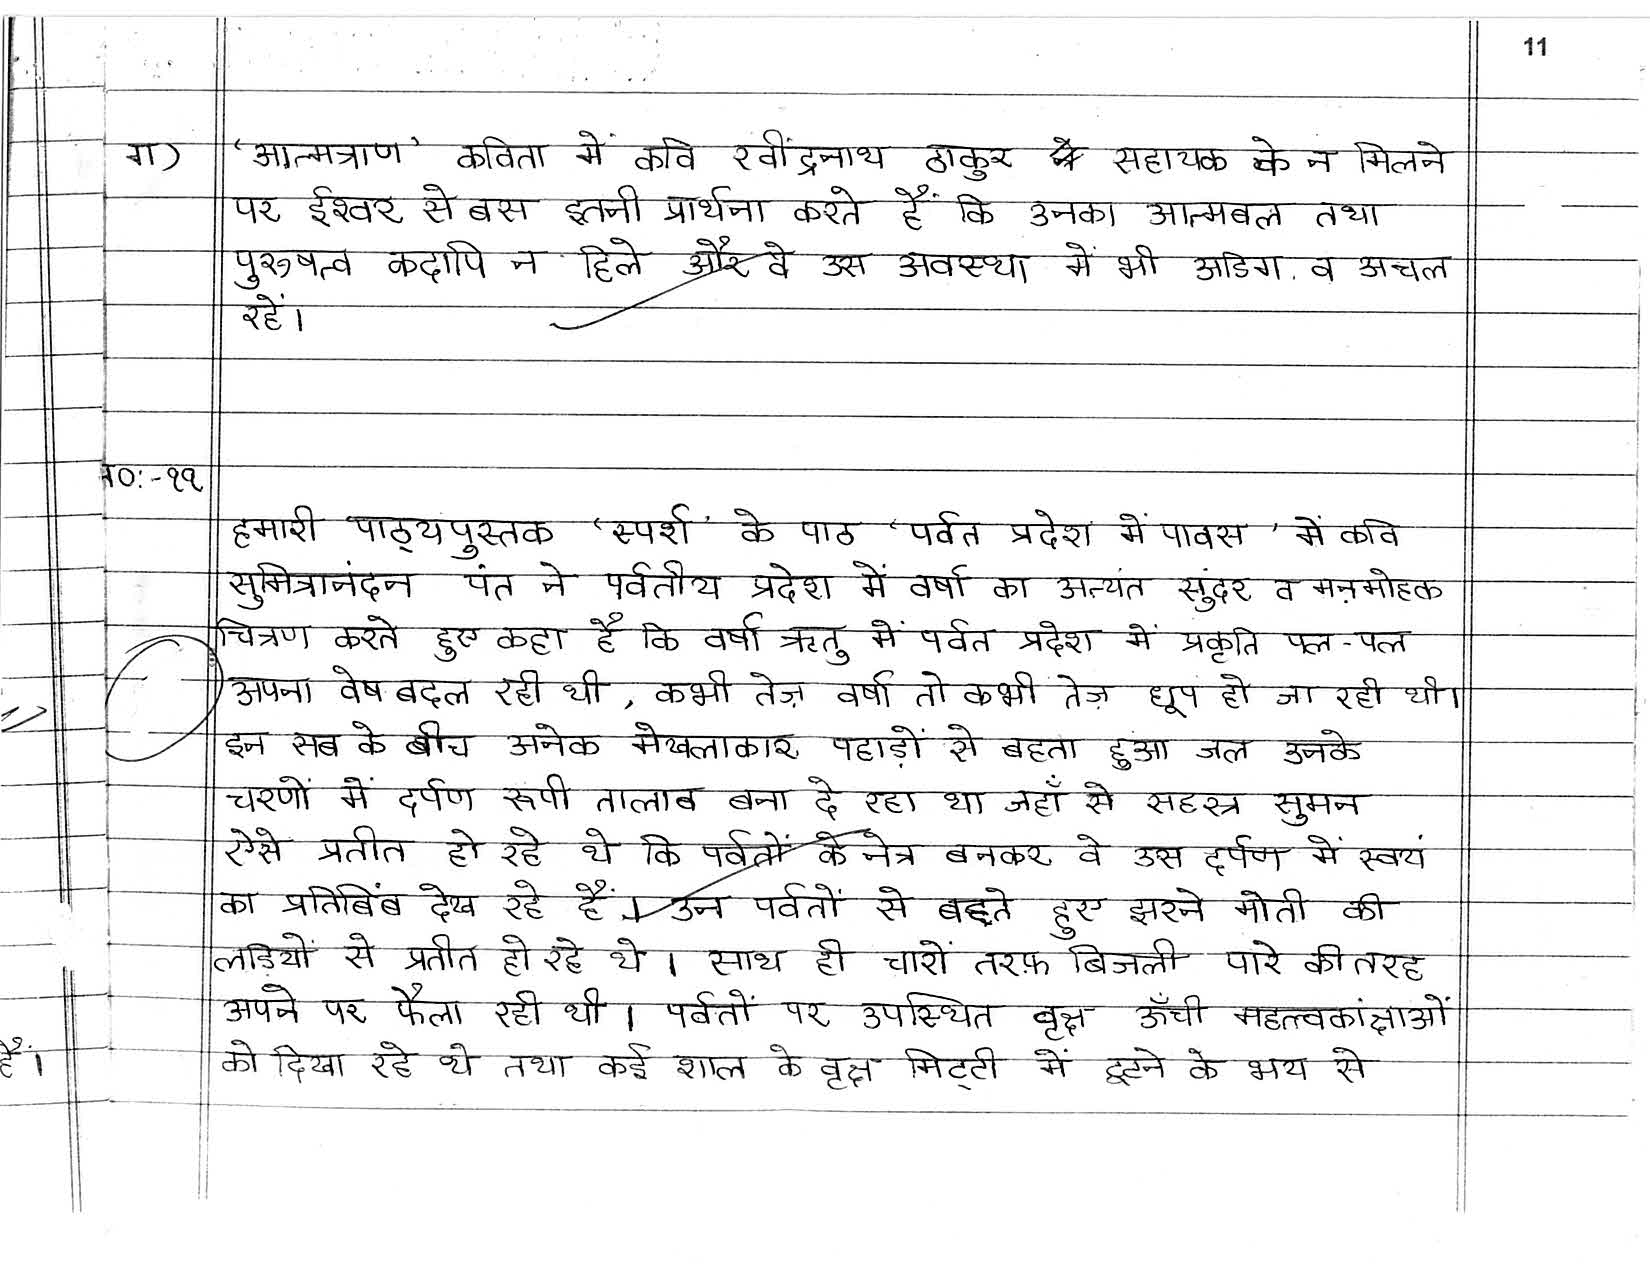 11
ग) 'आत्मत्राण' कविता में कवि रवींद्रनाथ ठाकुर सहायक के न मिलने
पर ईश्वर से बस इतनी प्रार्थना करते हैं कि उनका आत्मबल तथा
पुरुषत्व कदापि न हिले और वे उस अवस्था में भी अडिग व अचल
रहें।
no:-११
हमारी पाठ्यपुस्तक 'स्पर्श' के पाठ 'पर्वत प्रदेश में पावस' में कवि
सुमित्रानंदन पंत ने पर्वतीय प्रदेश में वर्षा का अत्यंत सुंदर व मनमोहक
चित्रण करते हुए कहा है कि वर्षा ऋतु में पर्वत प्रदेश में प्रकृति पल-पल
अपना वेष बदल रही थी, कभी तेज़ वर्षा तो कभी तेज़ धूप हो जा रही थी।
इन सब के बीच अनेक मेखलाकार पहाड़ों से बहता हुआ जल उनके
चरणों में दर्पण रूपी तालाब बना दे रहा था जहाँ से सहस्त्र सुमन
ऐसे प्रतीत हो रहे थे कि पर्वतों के नेत्र बनकर वे उस दर्पण में स्वयं
का प्रतिबिंब देख रहे हैं। उन पर्वतों से बहते हुए झरने मोती की
लड़ियों से प्रतीत हो रहे थे। साथ ही चारों तरफ़ बिजली पारे की तरह
अपने पर फैला रही थी। पर्वतों पर उपस्थित वृक्ष ऊँची महत्वकांक्षाओं
को दिखा रहे थे तथा कई शाल के वृक्ष मिट्टी में टूटने के भय से
हैं।